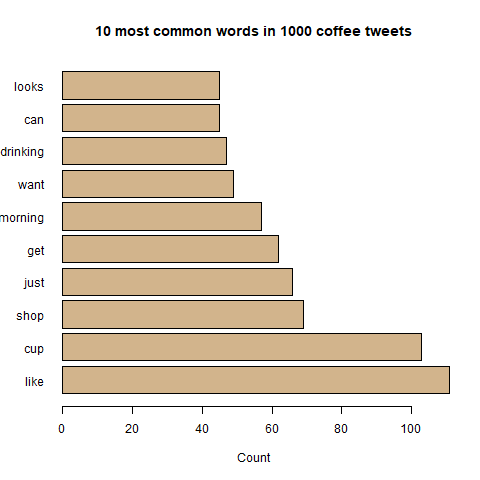 10 most common words in 1000 coffee tweets
looks
can
drinking
want
morning
get
just
shop
cup
like
0 20 40 60 80 100
Count